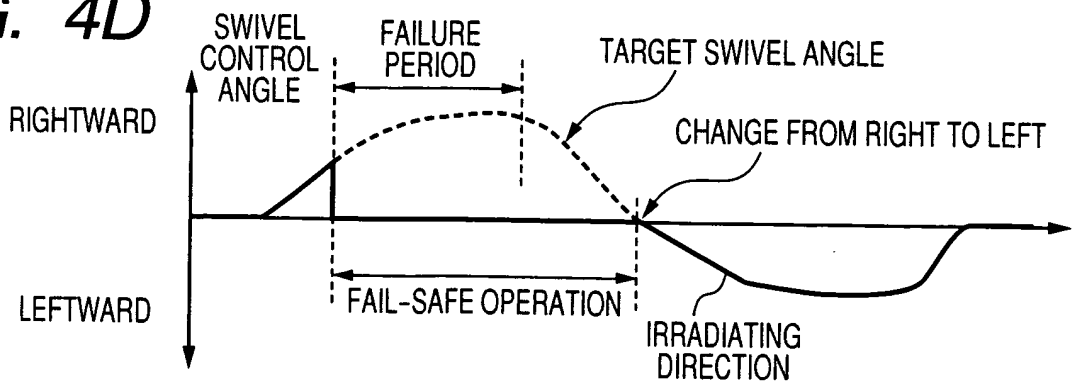 G. 4D
SWIVEL
CONTROL
ANGLE
FAILURE
PERIOD
TARGET SWIVEL ANGLE
RIGHTWARD
CHANGE FROM RIGHT TO LEFT
LEFTWARD
FAIL-SAFE OPERATION
IRRADIATING
DIRECTION